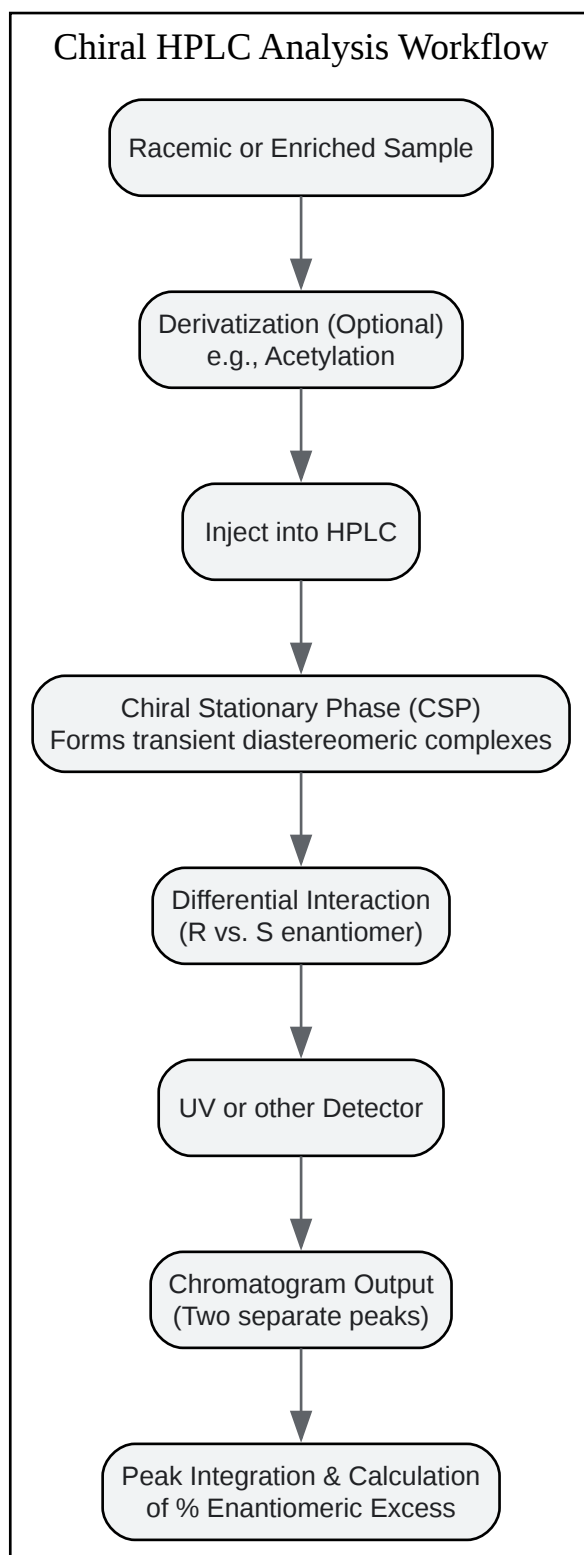 Chiral HPLC Analysis Workflow
Racemic or Enriched Sample
Derivatization (Optional)
e.g., Acetylation
Inject into HPLC
Chiral Stationary Phase (CSP)
Forms transient diastereomeric complexes
Differential Interaction
(R vs. S enantiomer)
UV or other Detector
Chromatogram Output
(Two separate peaks)
Peak Integration & Calculation
of % Enantiomeric Excess